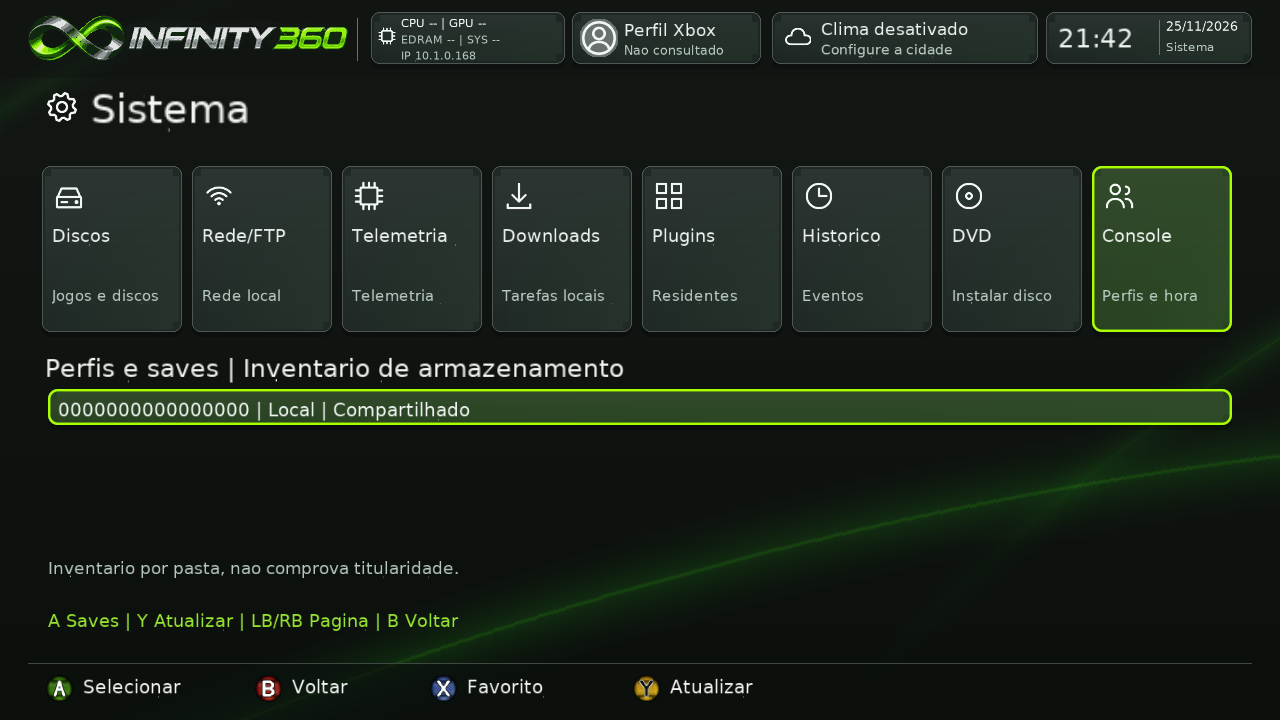 INFINITY 360
CPU -- | GPU --
EDRAM -- | SYS --
IP 10.1.0.168
Perfil Xbox
Nao consultado
Clima desativado
Configure a cidade
21:42
25/11/2026
Sistema
Sistema
Discos
Jogos e discos
Rede/FTP
Rede local
Telemetria
Telemetria
Downloads
Tarefas locais
Plugins
Residentes
Historico
Eventos
DVD
Instalar disco
Console
Perfis e hora
Perfis e saves | Inventario de armazenamento
0000000000000000 | Local | Compartilhado
Inventario por pasta, nao comprova titularidade.
A Saves | Y Atualizar | LB/RB Pagina | B Voltar
A Selecionar
B Voltar
X Favorito
Y Atualizar